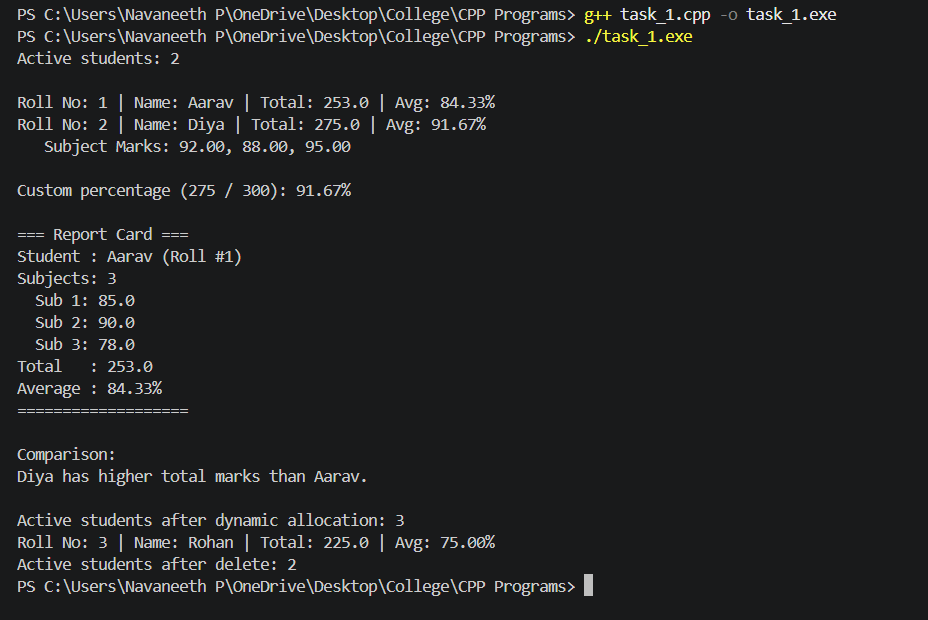 PS C:\Users\Navaneeth P\OneDrive\Desktop\College\CPP Programs> g++ task_1.cpp -o task_1.exe
PS C:\Users\Navaneeth P\OneDrive\Desktop\College\CPP Programs> ./task_1.exe
Active students: 2

Roll No: 1 | Name: Aarav | Total: 253.0 | Avg: 84.33%
Roll No: 2 | Name: Diya | Total: 275.0 | Avg: 91.67%
   Subject Marks: 92.00, 88.00, 95.00

Custom percentage (275 / 300): 91.67%

=== Report Card ===
Student : Aarav (Roll #1)
Subjects: 3
  Sub 1: 85.0
  Sub 2: 90.0
  Sub 3: 78.0
Total   : 253.0
Average : 84.33%
===================

Comparison:
Diya has higher total marks than Aarav.

Active students after dynamic allocation: 3
Roll No: 3 | Name: Rohan | Total: 225.0 | Avg: 75.00%
Active students after delete: 2
PS C:\Users\Navaneeth P\OneDrive\Desktop\College\CPP Programs>